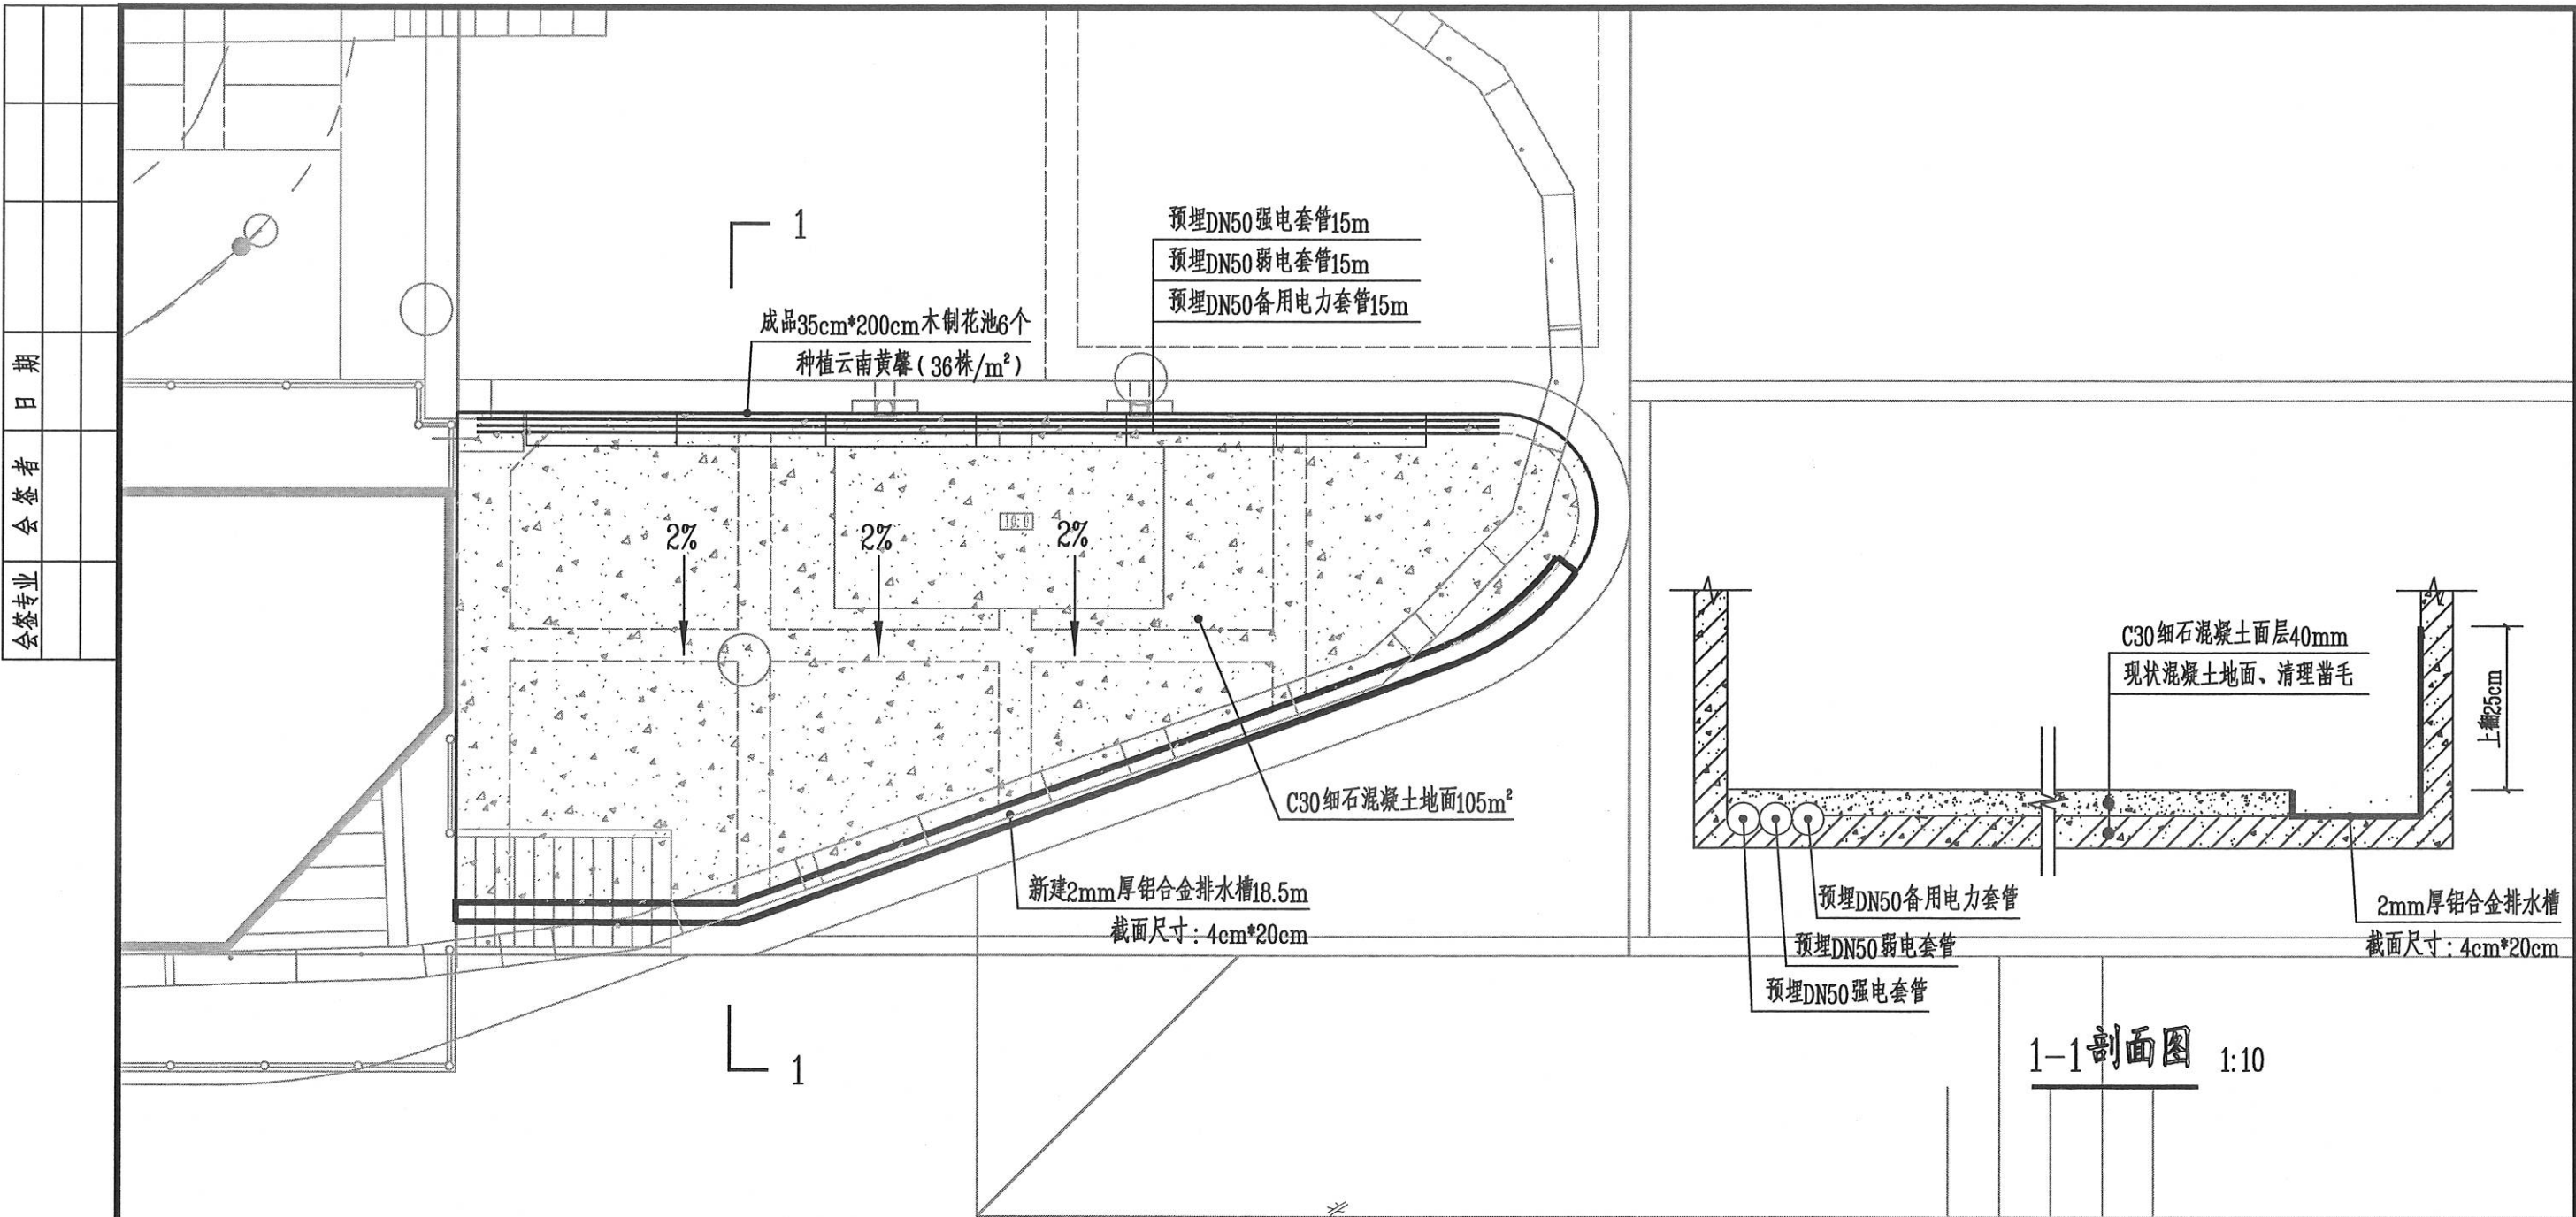 会签专业 会签者 日期
1
预埋DN50强电套管15m
预埋DN50弱电套管15m
预埋DN50备用电力套管15m
成品35cm*200cm木制花池6个
种植云南黄馨(36株/m²)
2%
2%
2%
C30细石混凝土地面105m²
新建2mm厚铝合金排水槽18.5m
截面尺寸:4cm*20cm
1
C30细石混凝土面层40mm
现状混凝土地面、清理凿毛
上翻25cm
预埋DN50备用电力套管
预埋DN50弱电套管
预埋DN50强电套管
2mm厚铝合金排水槽
截面尺寸:4cm*20cm
1-1剖面图 1:10